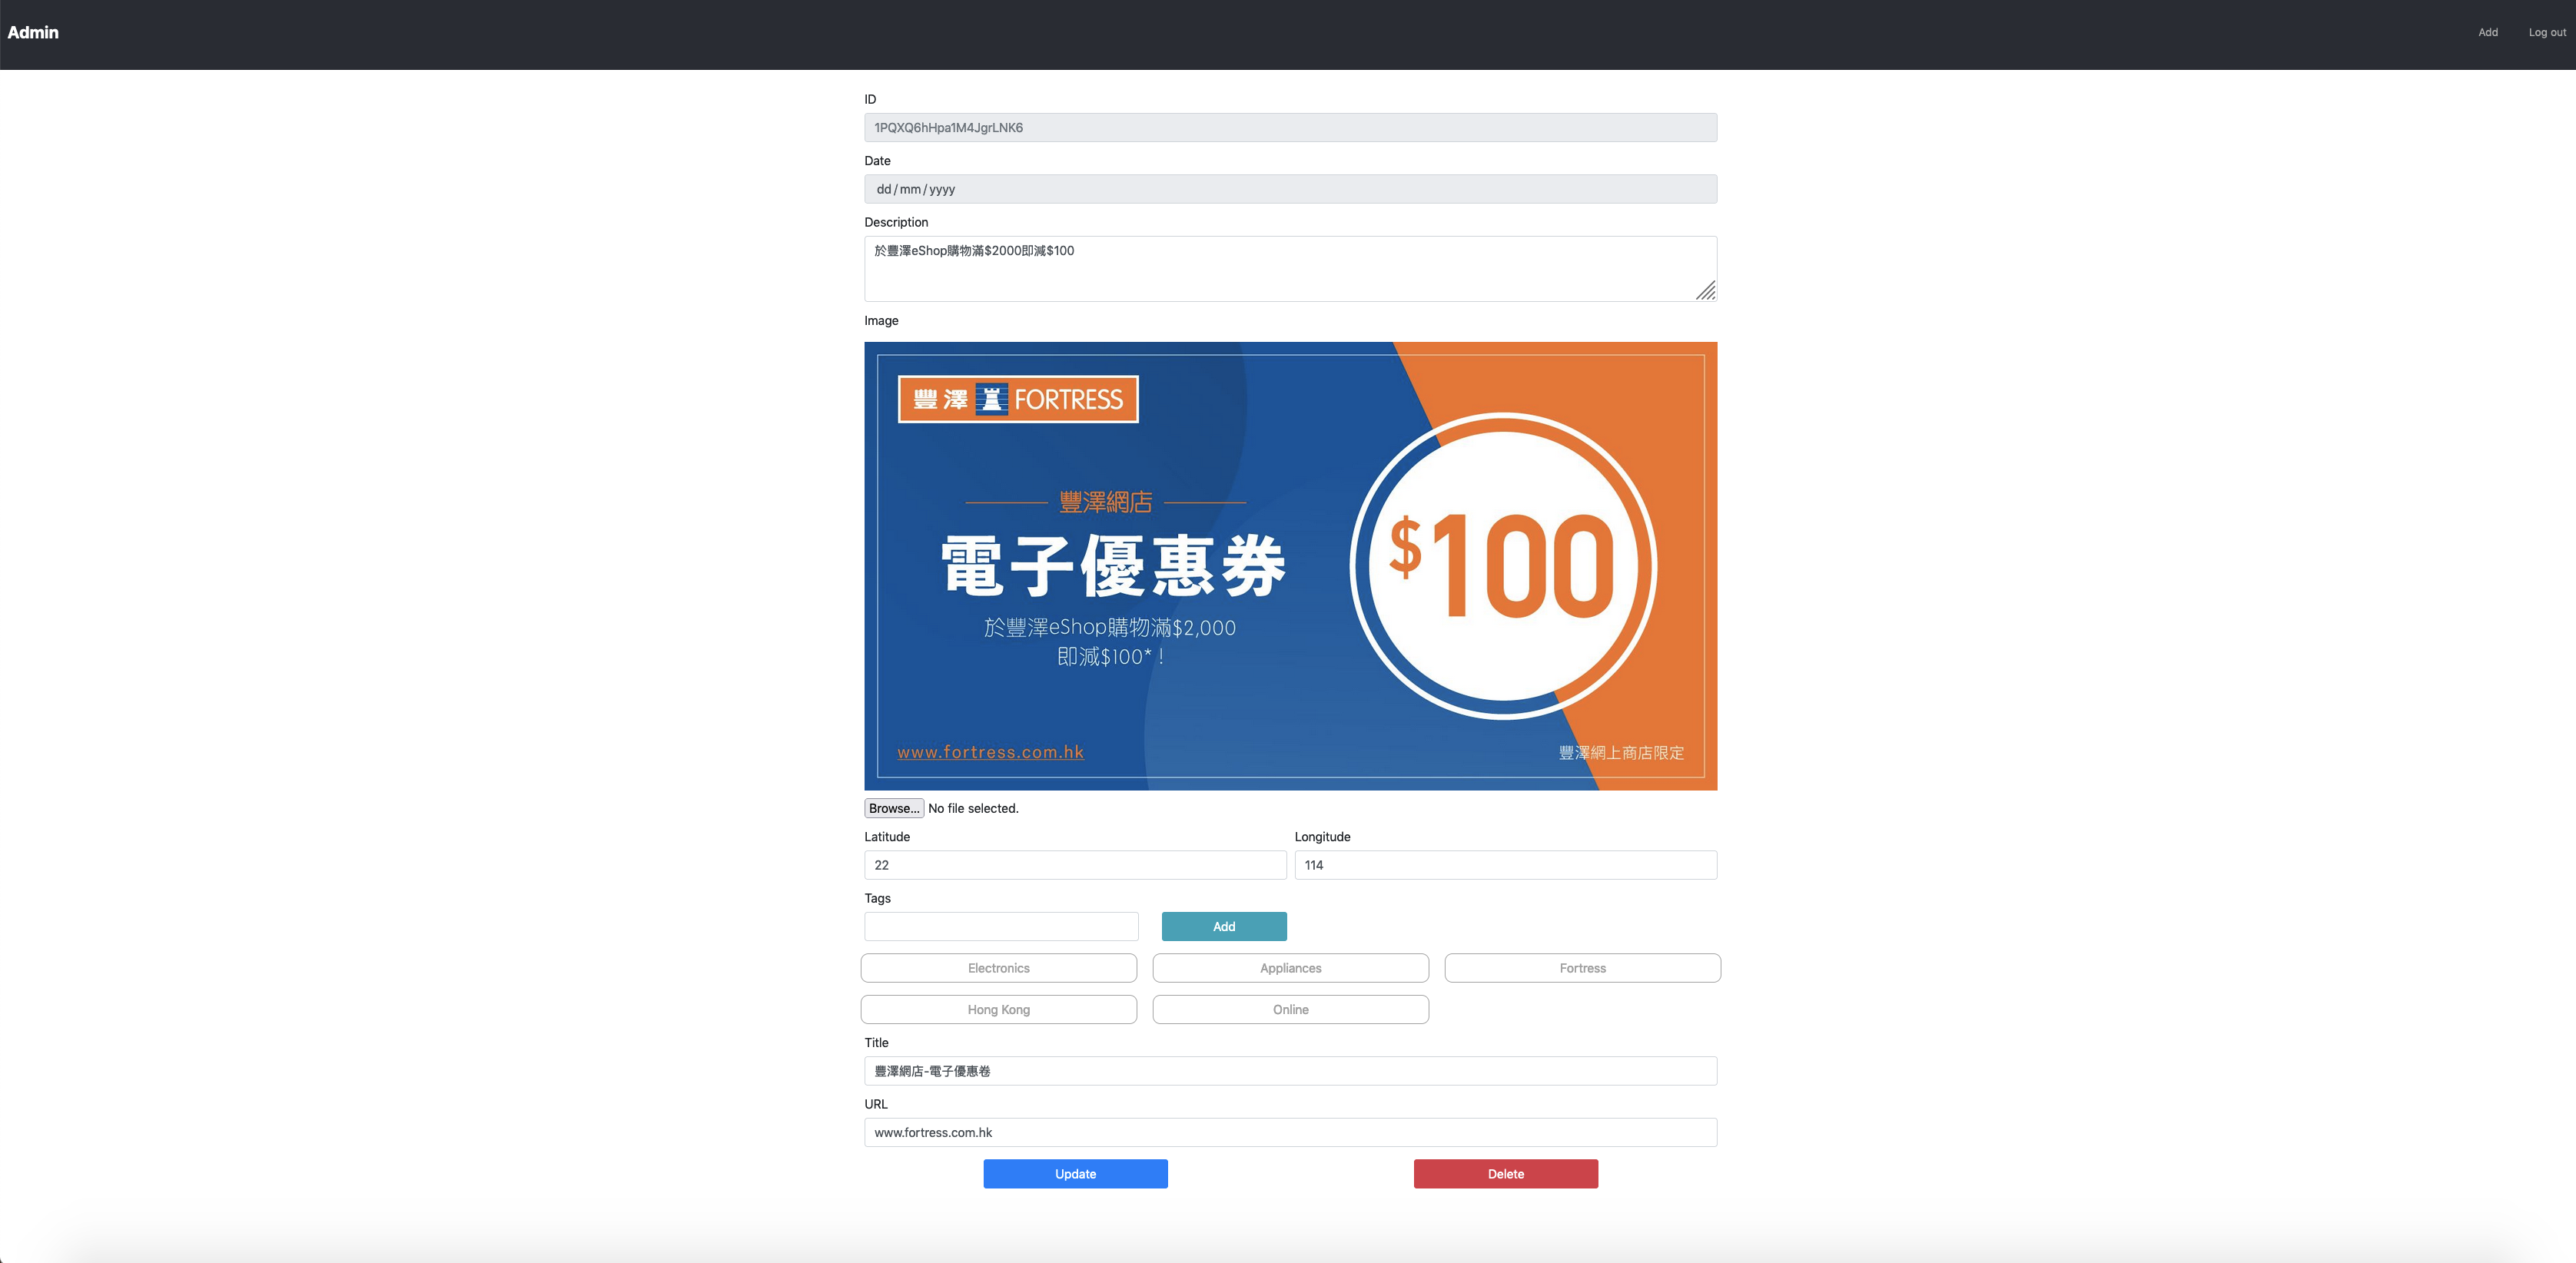 Admin
Add
Log out
ID
1PQXQ6hHpa1M4JgrLNK6
Date
dd / mm / yyyy
Description
於豐澤eShop購物滿$2000即減$100
Image
豐澤 FORTRESS
豐澤網店
電子優惠券
於豐澤eShop購物滿$2,000
即減$100*！
$100
www.fortress.com.hk
豐澤網上商店限定
Browse... No file selected.
Latitude
Longitude
22
114
Tags
Add
Electronics
Appliances
Fortress
Hong Kong
Online
Title
豐澤網店-電子優惠卷
URL
www.fortress.com.hk
Update
Delete